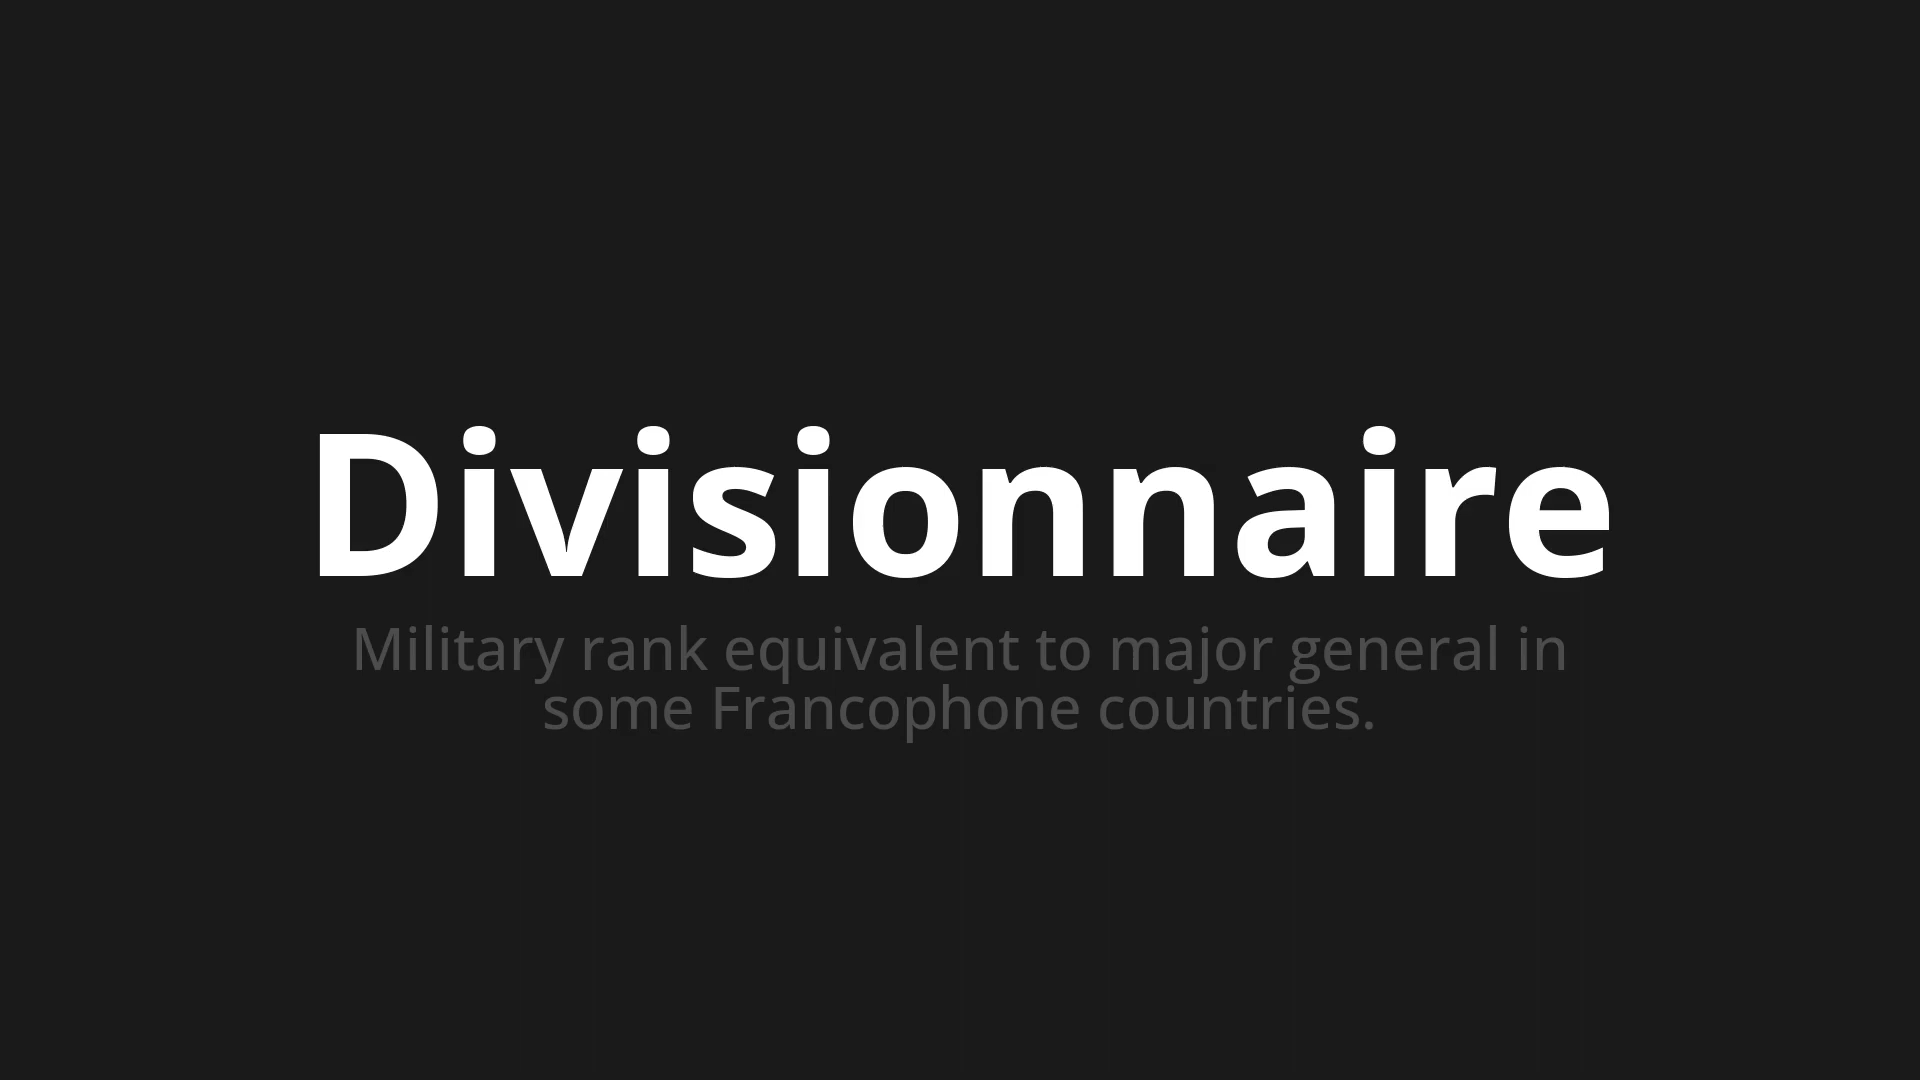 Divisionnaire
Military rank equivalent to major general in
some Francophone countries.